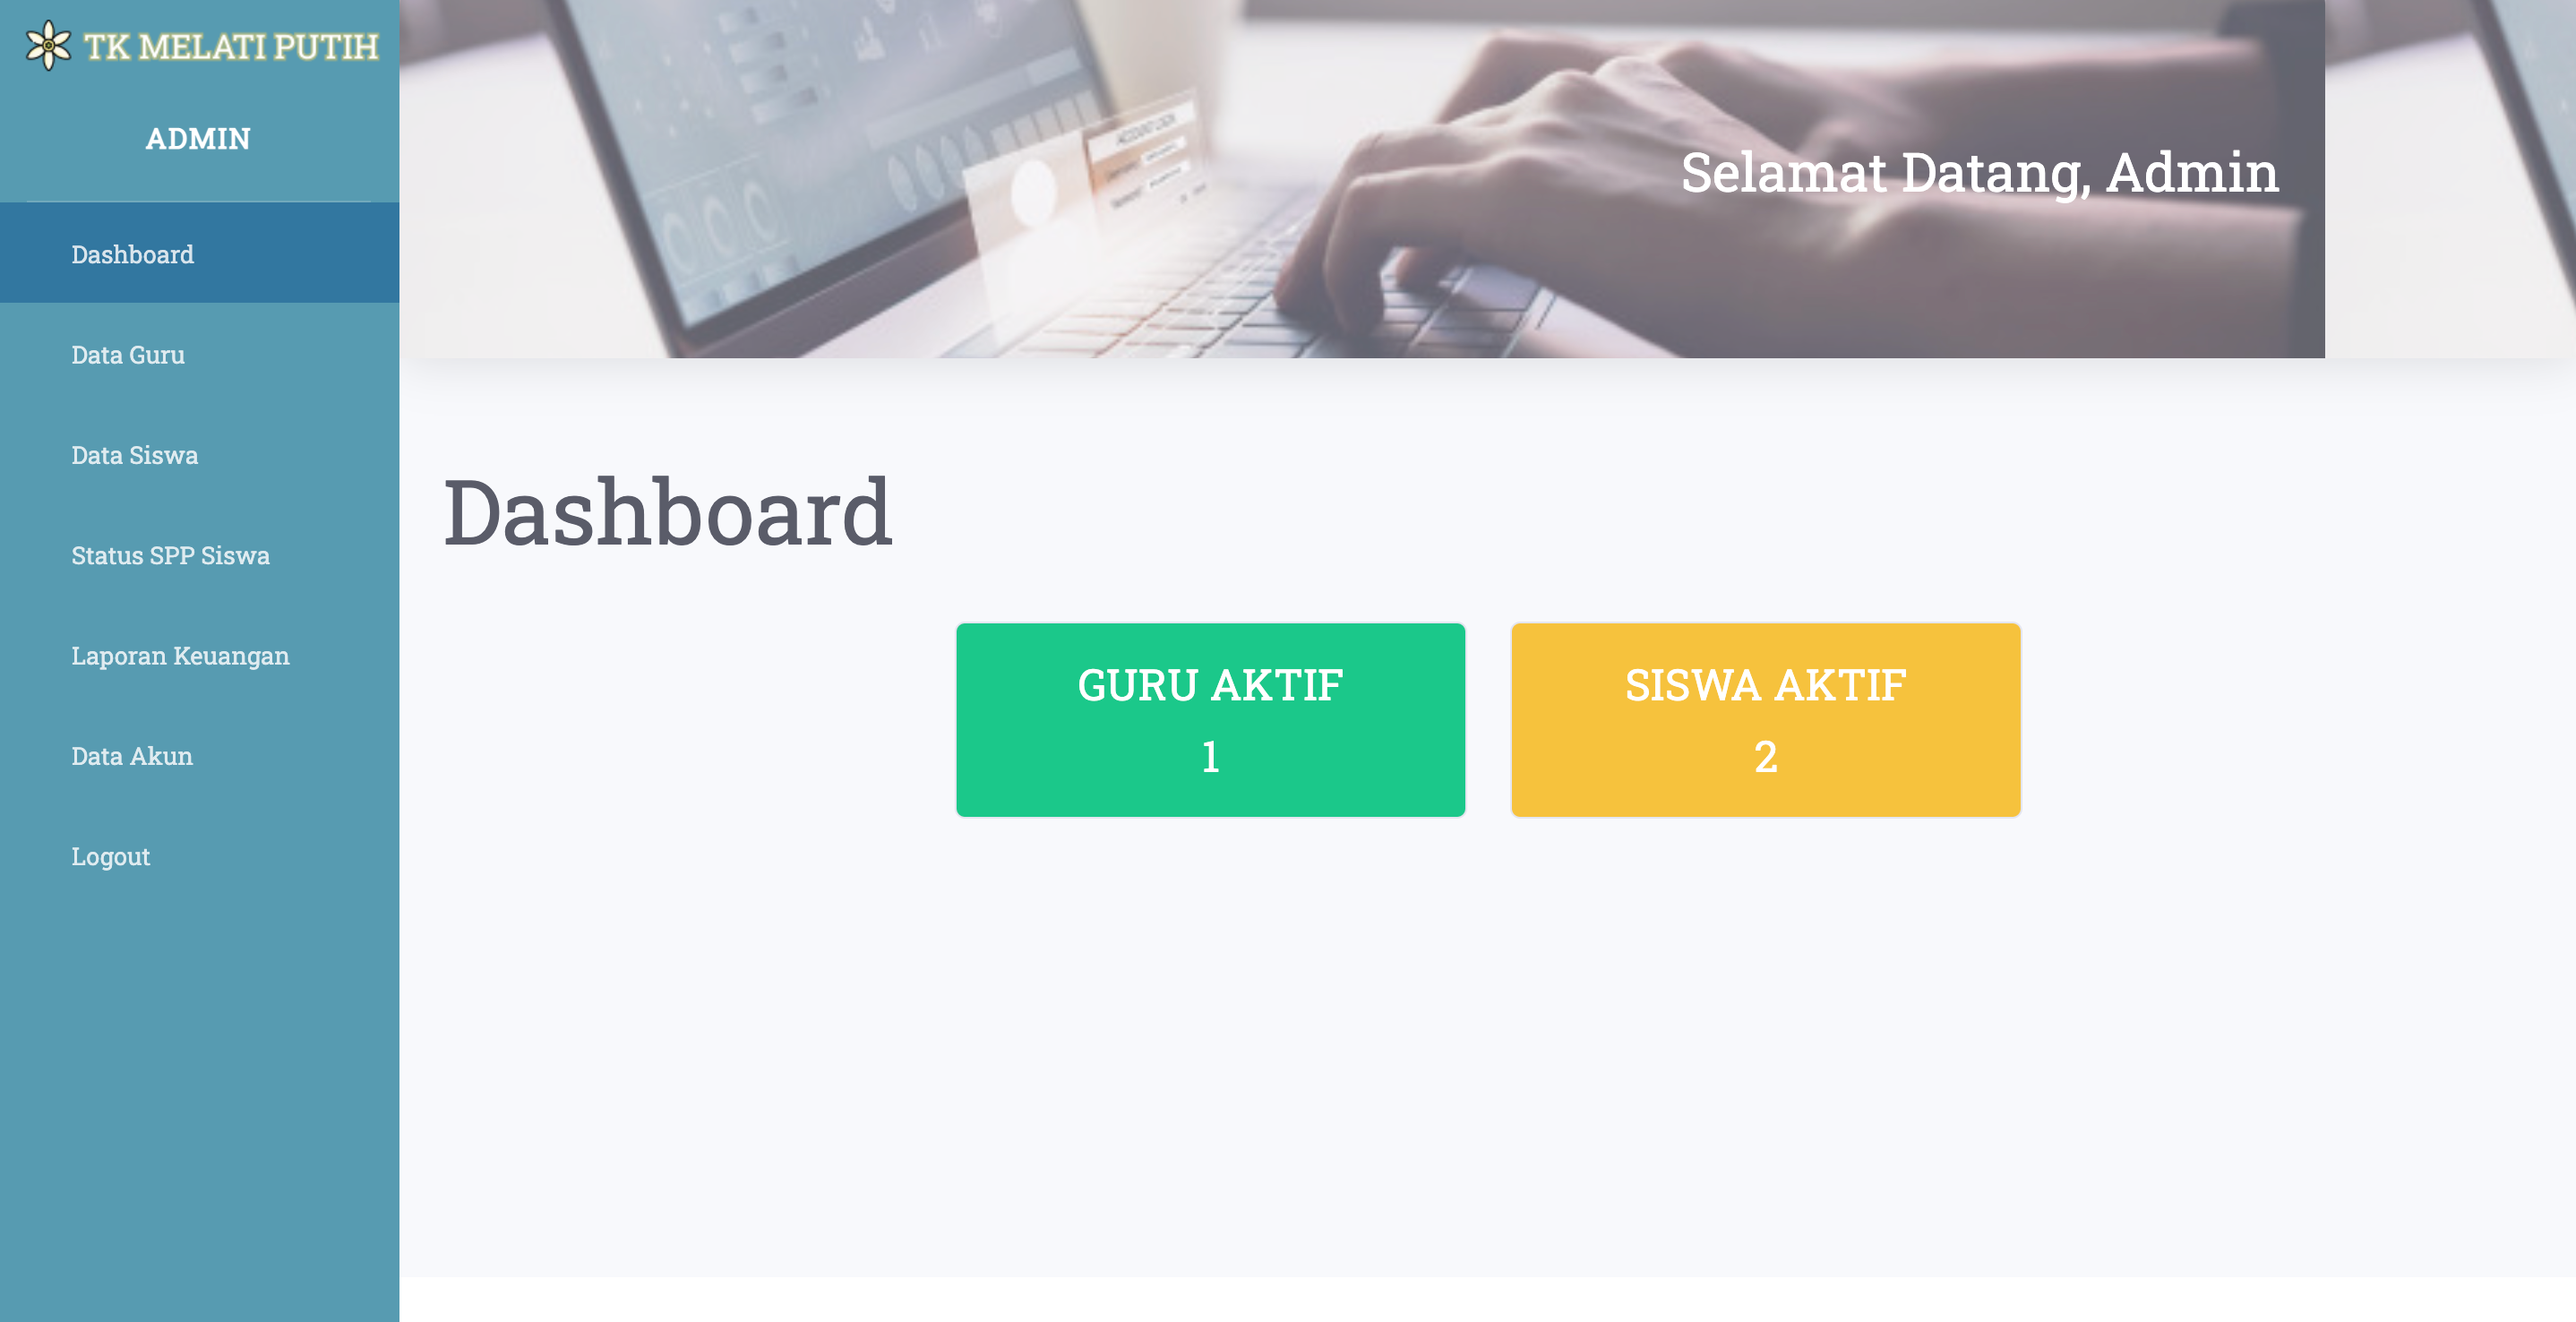 TK MELATI PUTIH
ADMIN
Dashboard
Data Guru
Data Siswa
Status SPP Siswa
Laporan Keuangan
Data Akun
Logout
Selamat Datang, Admin
Dashboard
GURU AKTIF
1
SISWA AKTIF
2